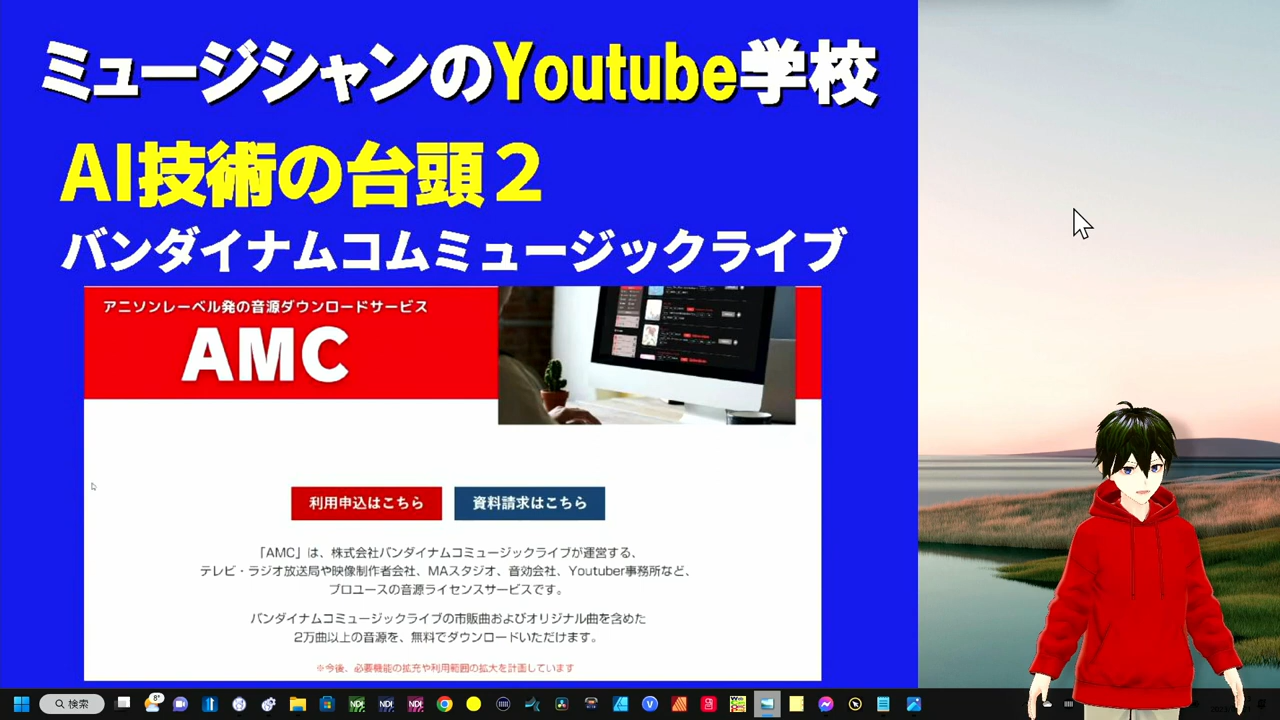 ミュージシャンのYoutube学校
AI技術の台頭２
バンダイナムコムミュージックライブ
アニソンレーベル発の音源ダウンロードサービス
AMC
利用申込はこちら
資料請求はこちら
「AMC」は、株式会社バンダイナムコミュージックライブが運営する、
テレビ・ラジオ放送局や映像制作者会社、MAスタジオ、音効会社、Youtuber事務所など、
プロユースの音源ライセンスサービスです。
バンダイナムコミュージックライブの市販曲およびオリジナル曲を含めた
2万曲以上の音源を、無料でダウンロードいただけます。
※今後、必要機能の拡充や利用範囲の拡大を計画しています
検索
8°